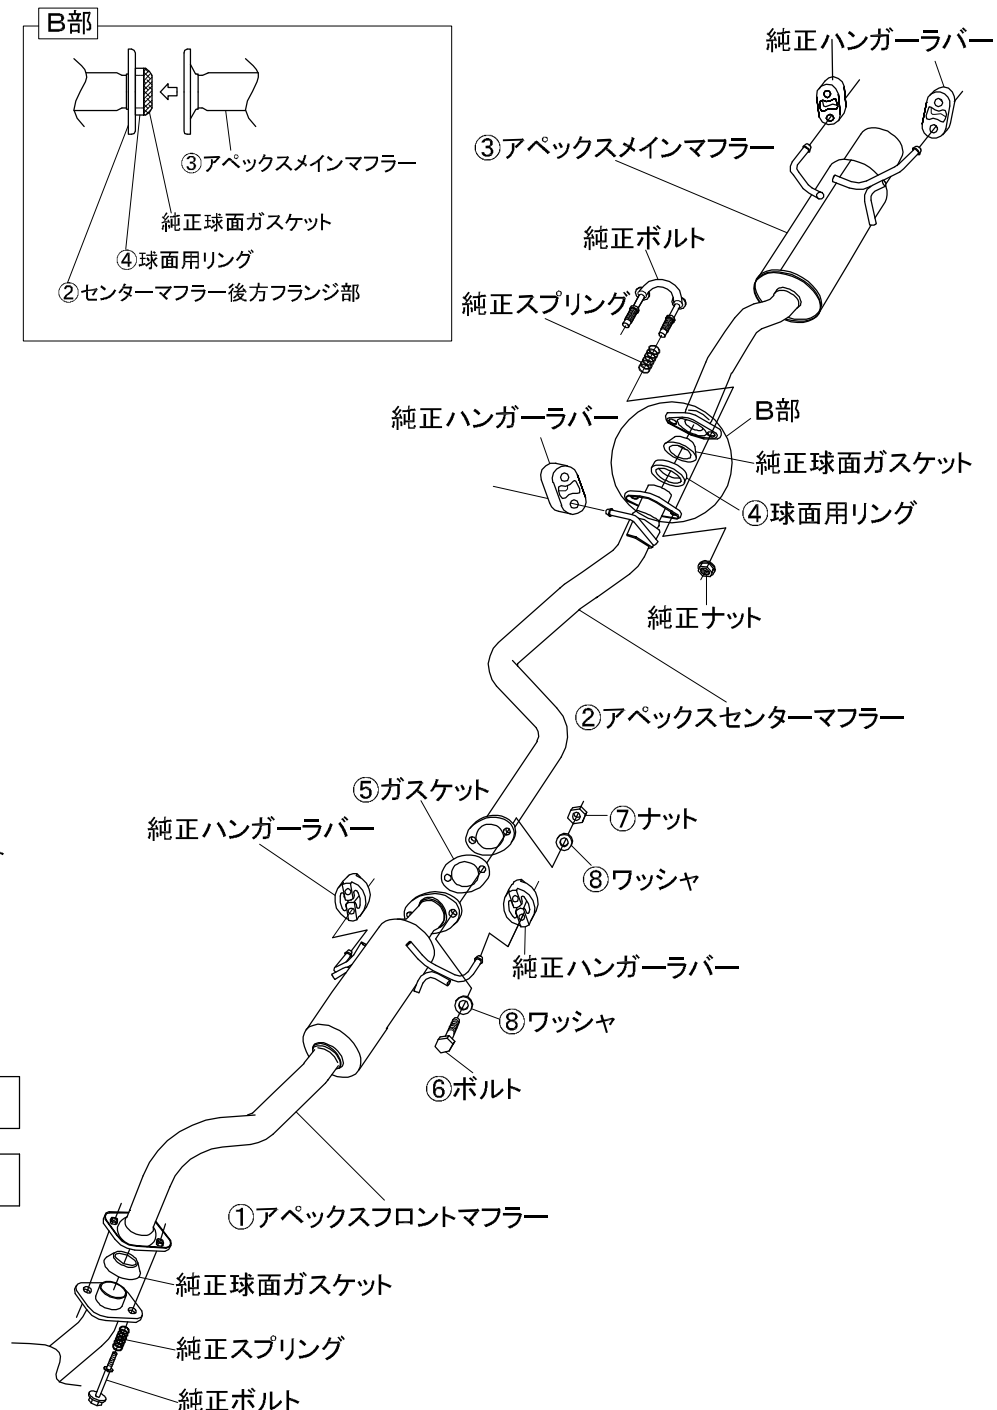 B部
③アペックスメインマフラー
純正球面ガスケット
④球面用リング
②センターマフラー後方フランジ部
純正ハンガーラバー
③アペックスメインマフラー
純正ボルト
純正スプリング
純正ハンガーラバー
B部
純正球面ガスケット
④球面用リング
純正ナット
②アペックスセンターマフラー
⑤ガスケット
⑦ナット
純正ハンガーラバー
⑧ワッシャ
純正ハンガーラバー
⑧ワッシャ
⑥ボルト
①アペックスフロントマフラー
純正球面ガスケット
純正スプリング
純正ボルト